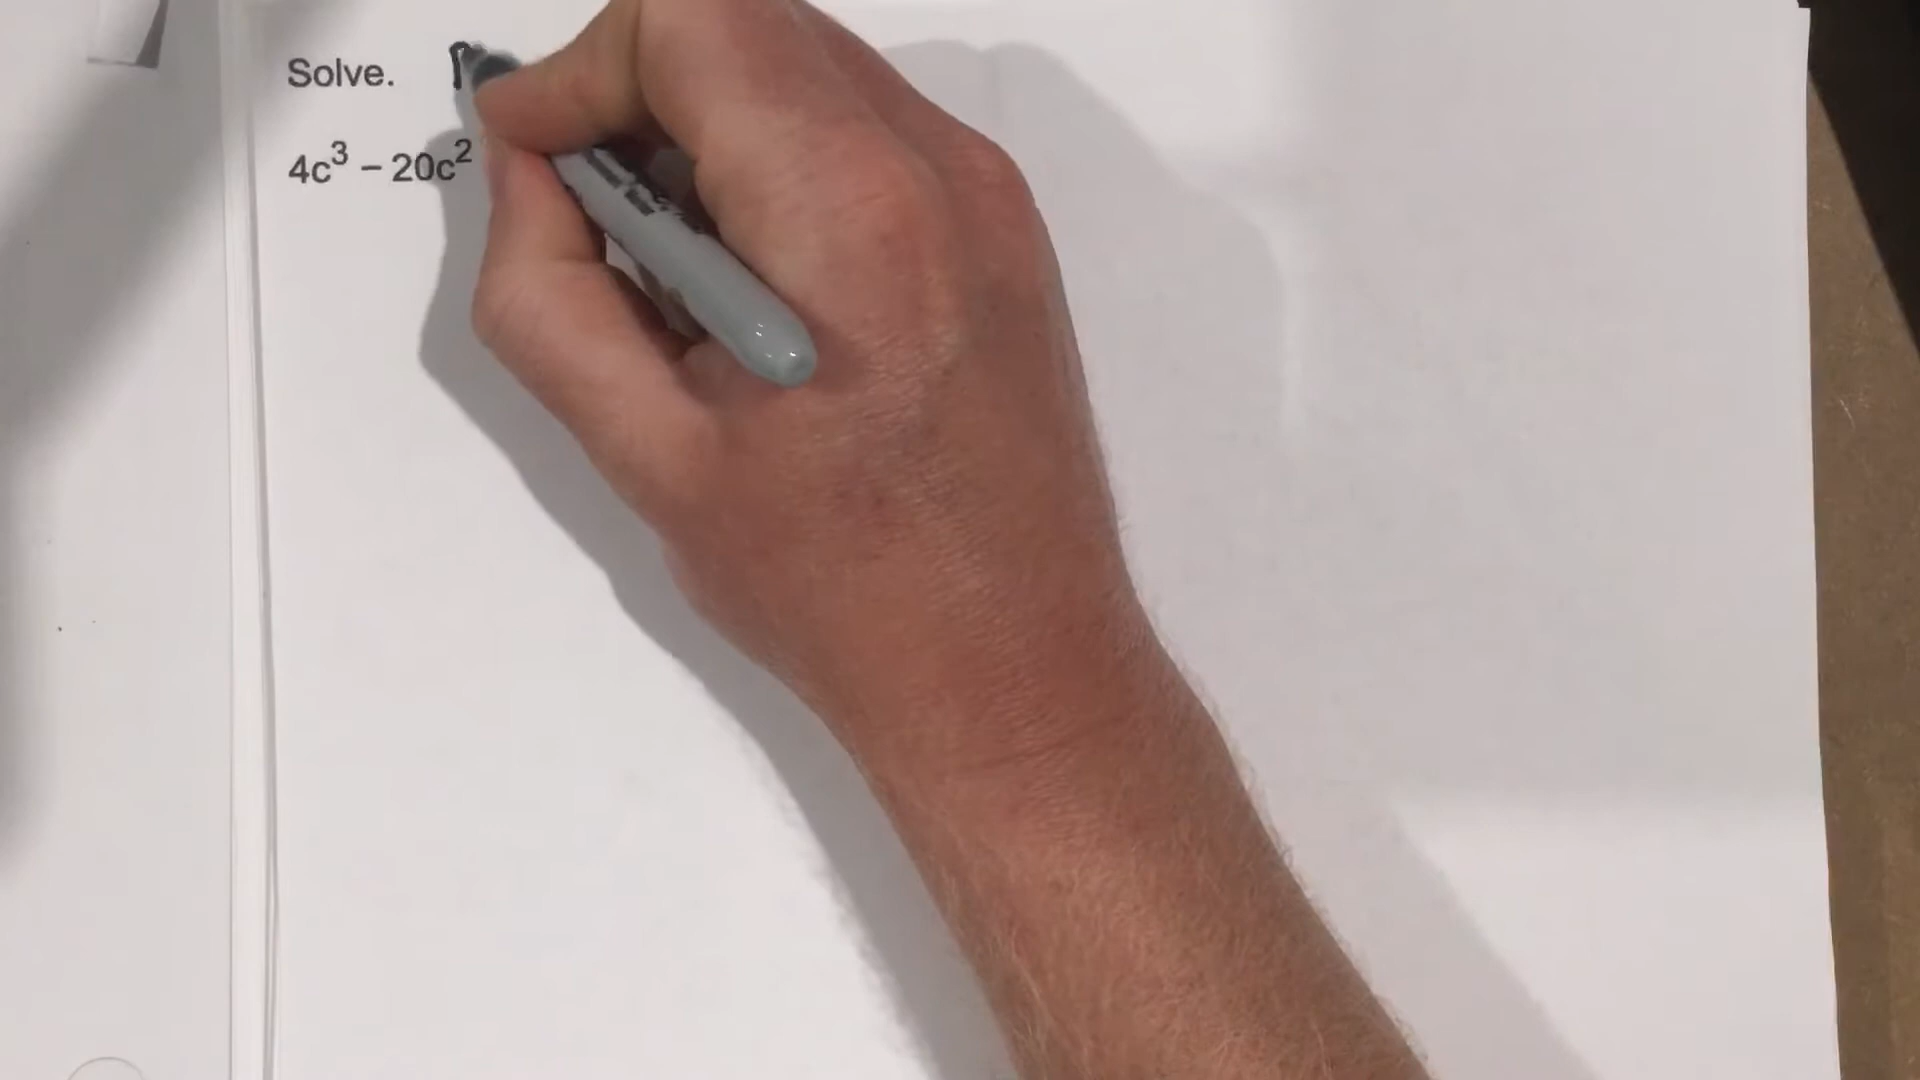 Solve.
4c³ – 20c²